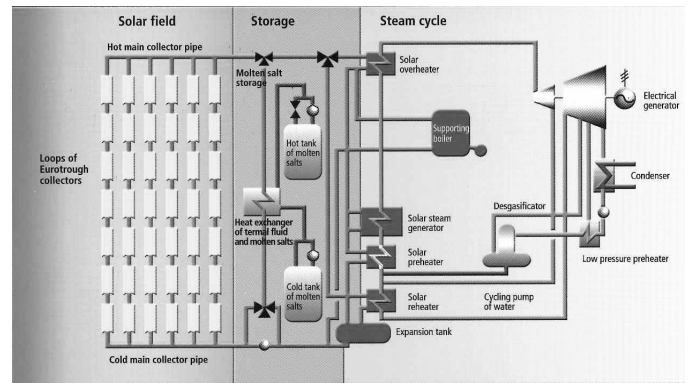 Solar field
Storage
Steam cycle
Hot main collector pipe
Molten salt
storage
Solar
overheater
Electrical
generator
Supporting
boiler
Hot tank
of molten
salts
Loops of
Eurotrough
collectors
Condenser
Heat exchanger
of termal fluid
and molten salts
Solar steam
generator
Desgasificator
Solar
preheater
Low pressure preheater
Cold tank
of molten
salts
Solar
reheater
Cycling pump
of water
Expansion tank
Cold main collector pipe